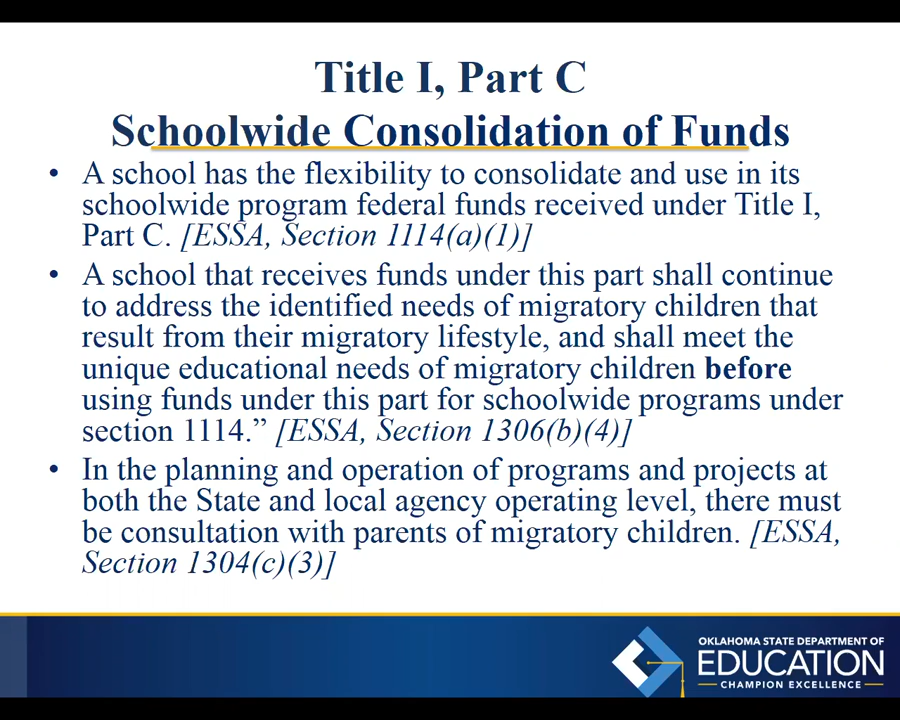 Title I, Part C
Schoolwide Consolidation of Funds
• A school has the flexibility to consolidate and use in its
schoolwide program federal funds received under Title I,
Part C. [ESSA, Section 1114(a)(1)]
• A school that receives funds under this part shall continue
to address the identified needs of migratory children that
result from their migratory lifestyle, and shall meet the
unique educational needs of migratory children before
using funds under this part for schoolwide programs under
section 1114.” [ESSA, Section 1306(b)(4)]
• In the planning and operation of programs and projects at
both the State and local agency operating level, there must
be consultation with parents of migratory children. [ESSA,
Section 1304(c)(3)]
OKLAHOMA STATE DEPARTMENT OF
EDUCATION
CHAMPION EXCELLENCE